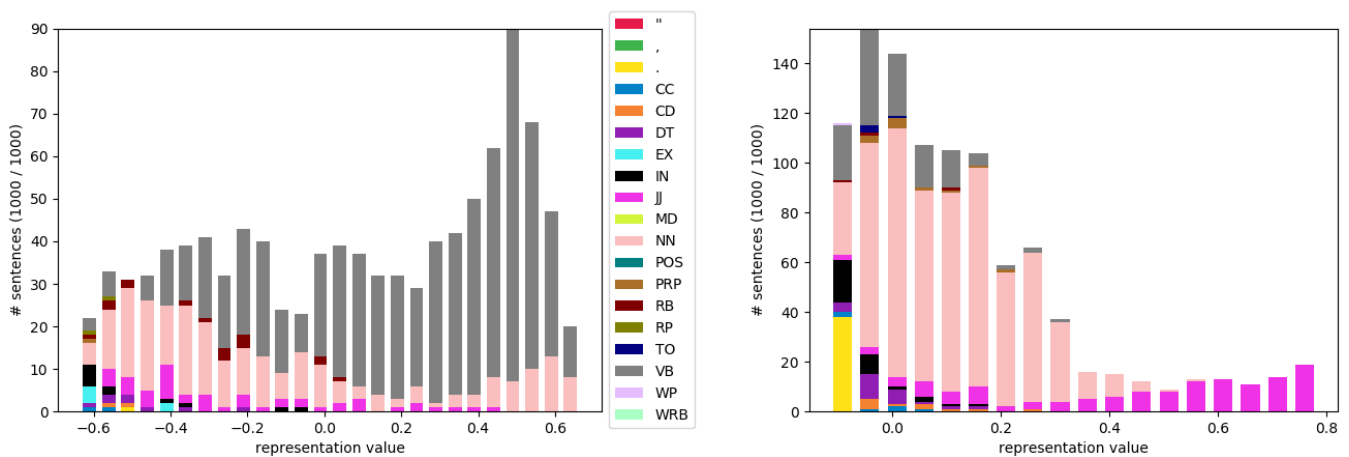 90
80
70
60
50
40
30
20
10
0
# sentences (1000 / 1000)
−0.6 −0.4 −0.2 0.0 0.2 0.4 0.6
representation value
"
,
.
CC
CD
DT
EX
IN
JJ
MD
NN
POS
PRP
RB
RP
TO
VB
WP
WRB
140
120
100
80
60
40
20
0
# sentences (1000 / 1000)
0.0 0.2 0.4 0.6 0.8
representation value